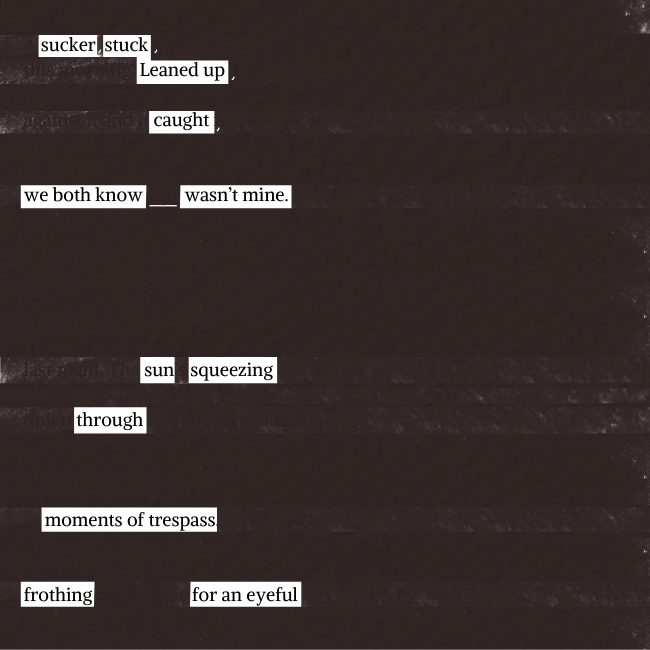 sucker, stuck,
Leaned up,
caught,
we both know ___ wasn’t mine.
sun squeezing
through
moments of trespass
frothing for an eyeful